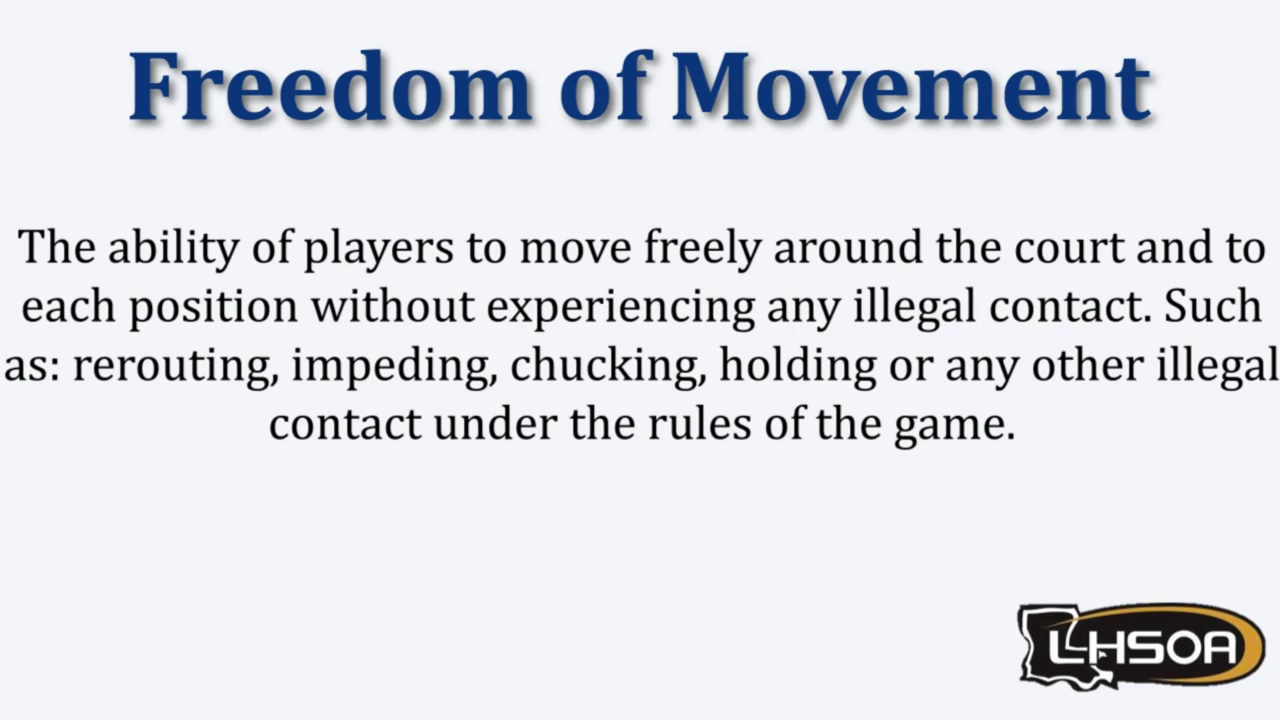 Freedom of Movement
The ability of players to move freely around the court and to
each position without experiencing any illegal contact. Such
as: rerouting, impeding, chucking, holding or any other illegal
contact under the rules of the game.
LHSOA